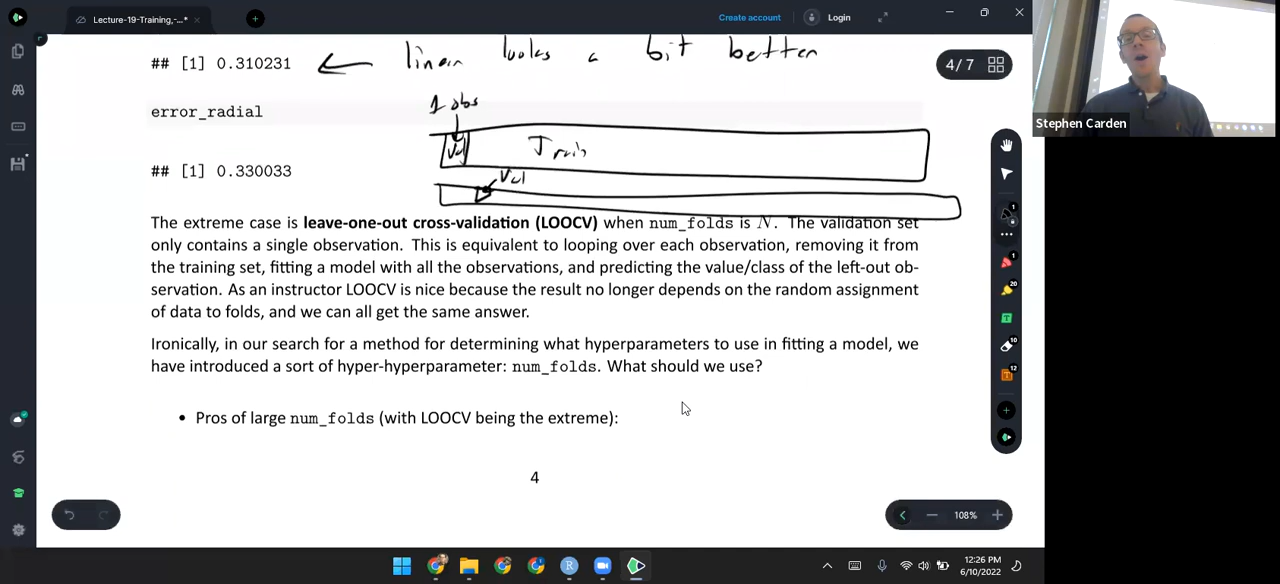 Lecture-19-Training,-...*
Create account
Login
## [1] 0.310231
linear looks a bit better
4/7
error_radial
1 obs
Val
Train
Stephen Carden
## [1] 0.330033
Val
The extreme case is leave-one-out cross-validation (LOOCV) when num_folds is N. The validation set
only contains a single observation. This is equivalent to looping over each observation, removing it from
the training set, fitting a model with all the observations, and predicting the value/class of the left-out ob-
servation. As an instructor LOOCV is nice because the result no longer depends on the random assignment
of data to folds, and we can all get the same answer.
Ironically, in our search for a method for determining what hyperparameters to use in fitting a model, we
have introduced a sort of hyper-hyperparameter: num_folds. What should we use?
• Pros of large num_folds (with LOOCV being the extreme):
4
108%
12:26 PM
6/10/2022